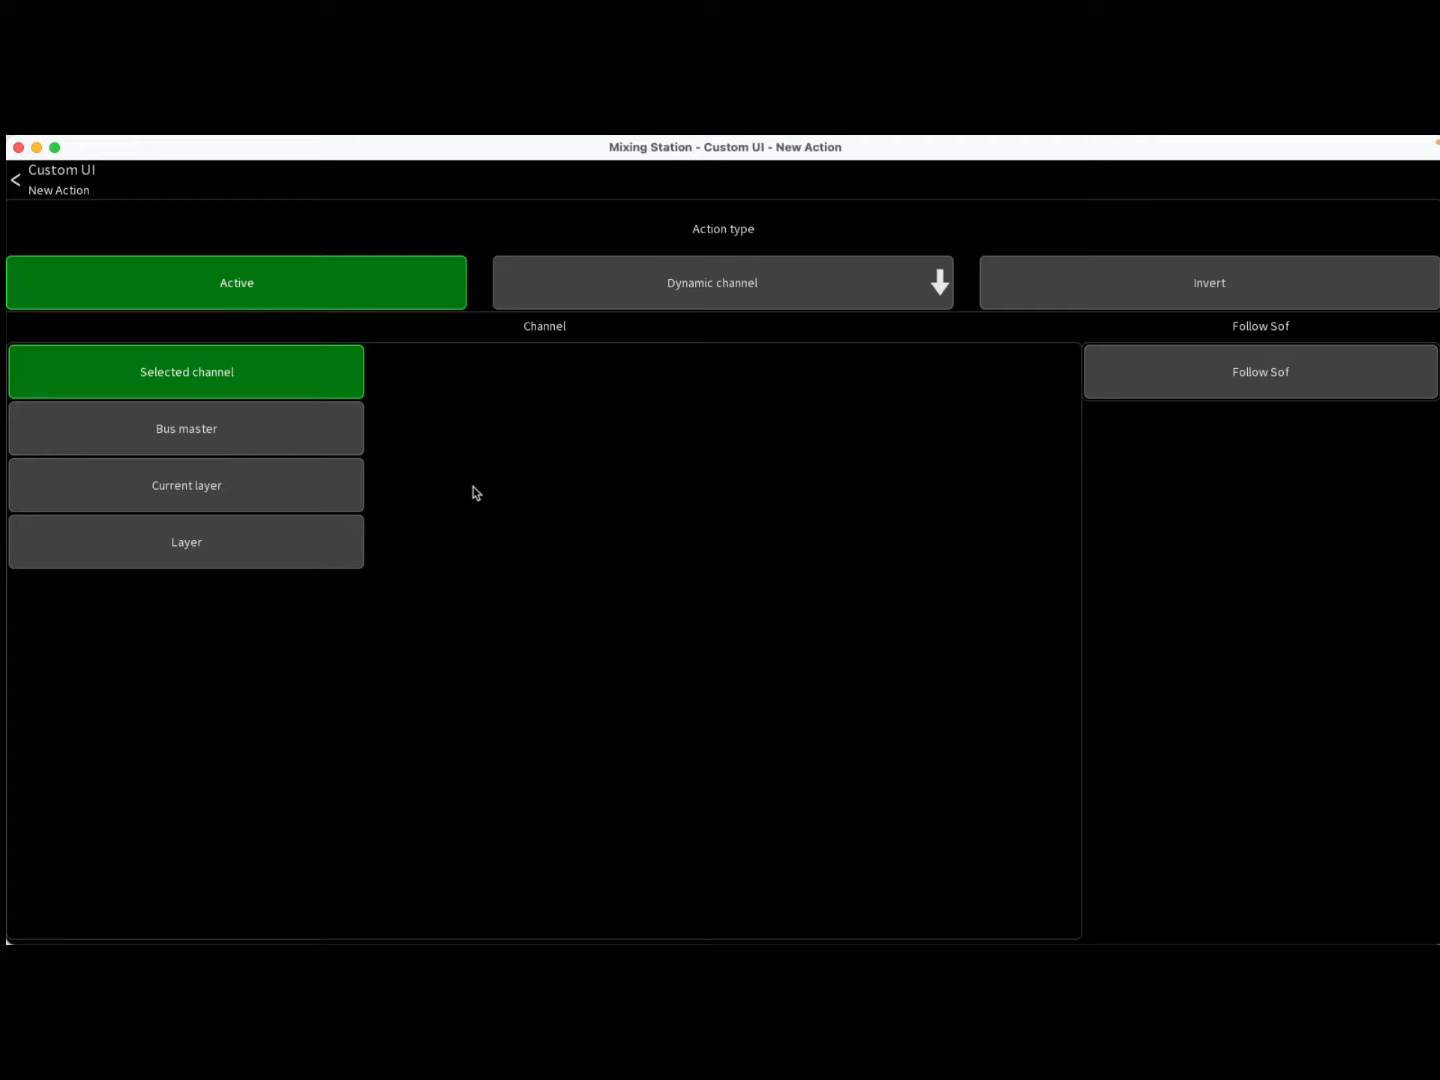 Mixing Station - Custom UI - New Action
Custom UI
New Action
Action type
Active
Dynamic channel
Invert
Channel
Follow Sof
Selected channel
Follow Sof
Bus master
Current layer
Layer